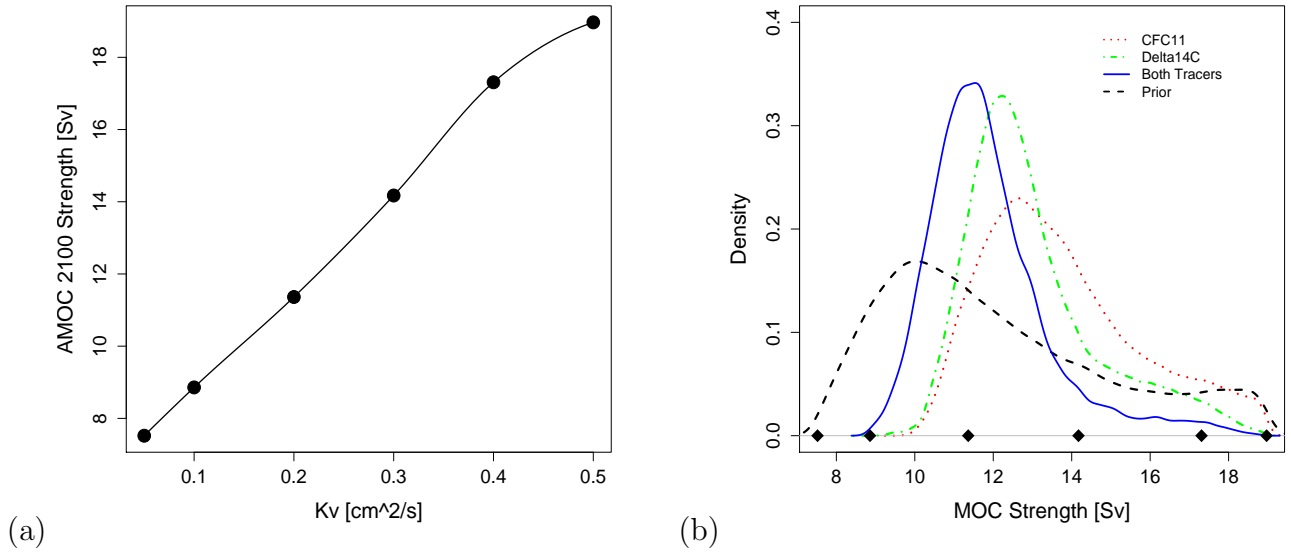 AMOC 2100 Strength [Sv]
8 10 12 14 16 18
0.1 0.2 0.3 0.4 0.5
Kv [cm^2/s]
(a)
Density
0.0 0.1 0.2 0.3 0.4
CFC11
Delta14C
Both Tracers
Prior
8 10 12 14 16 18
MOC Strength [Sv]
(b)